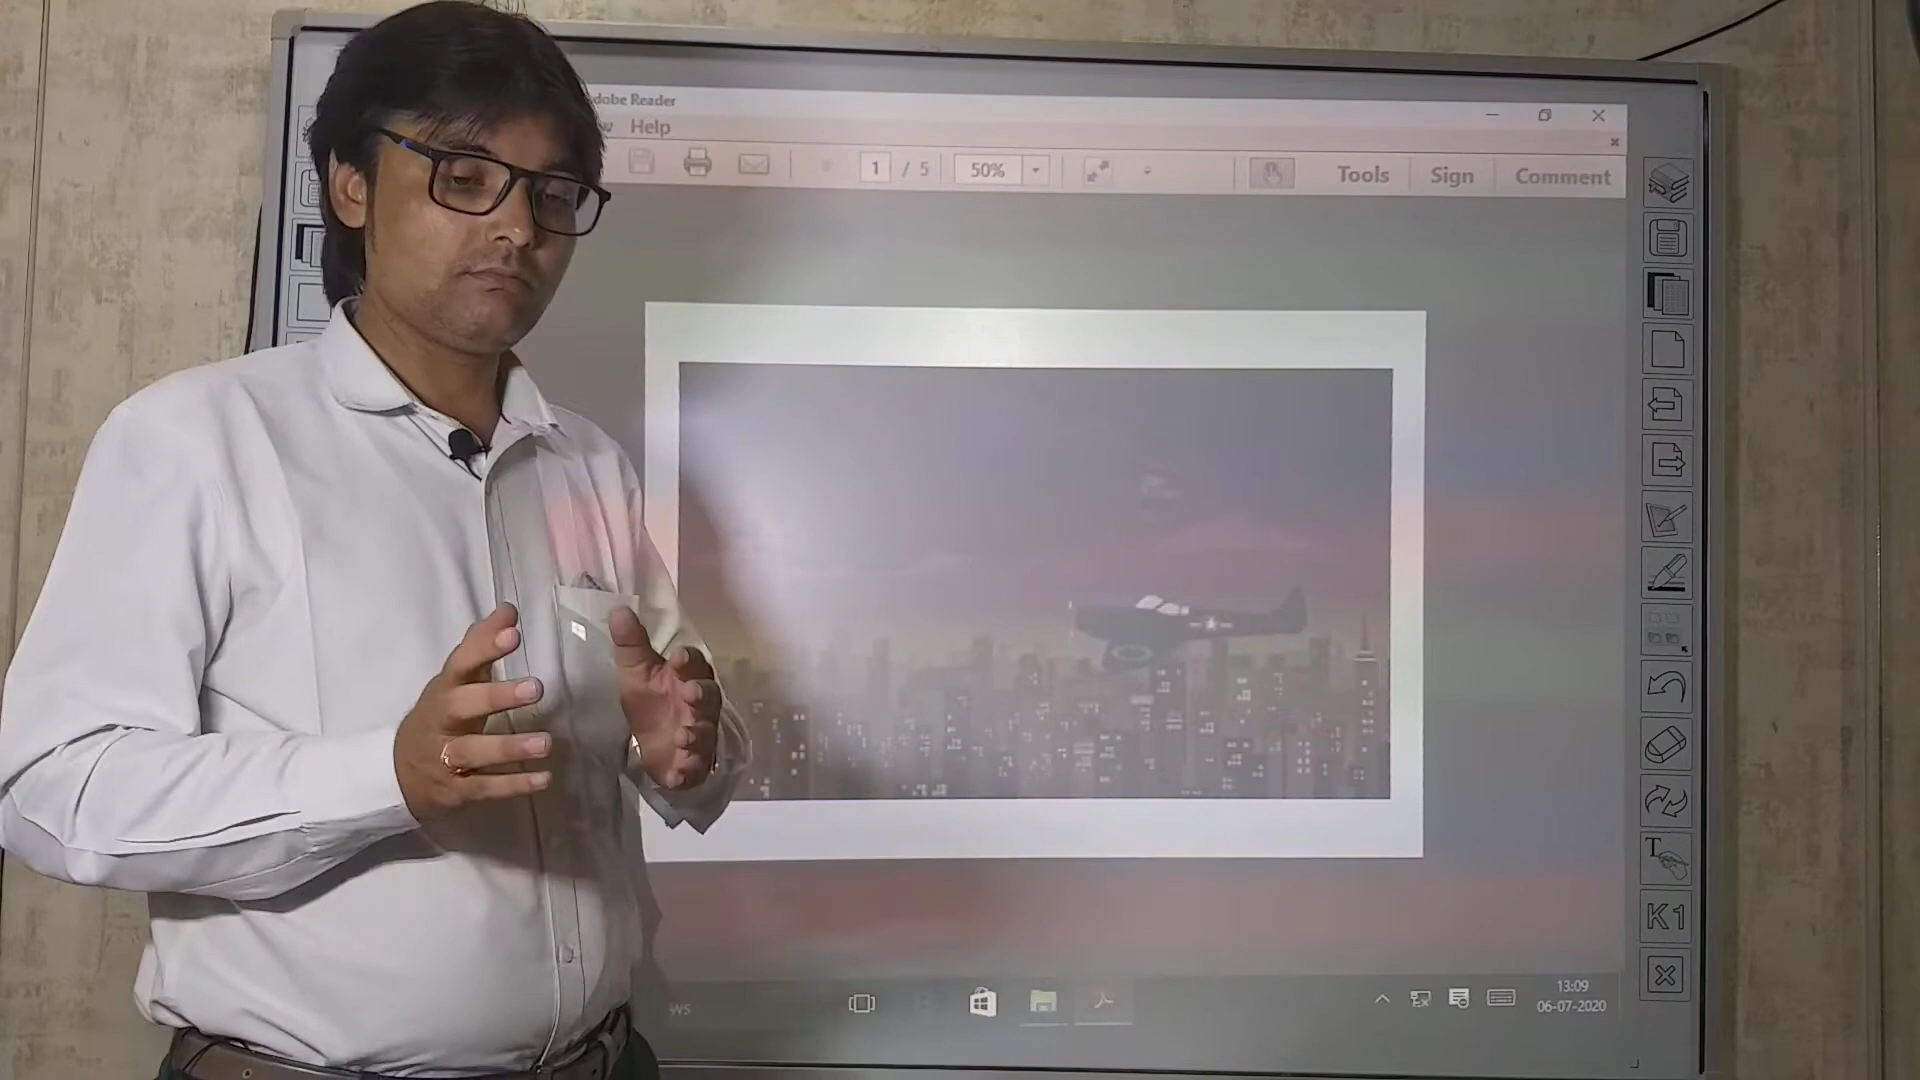 dobe Reader
w Help
1 / 5 50% Tools Sign Comment
T
K1
13:09
06-07-2020